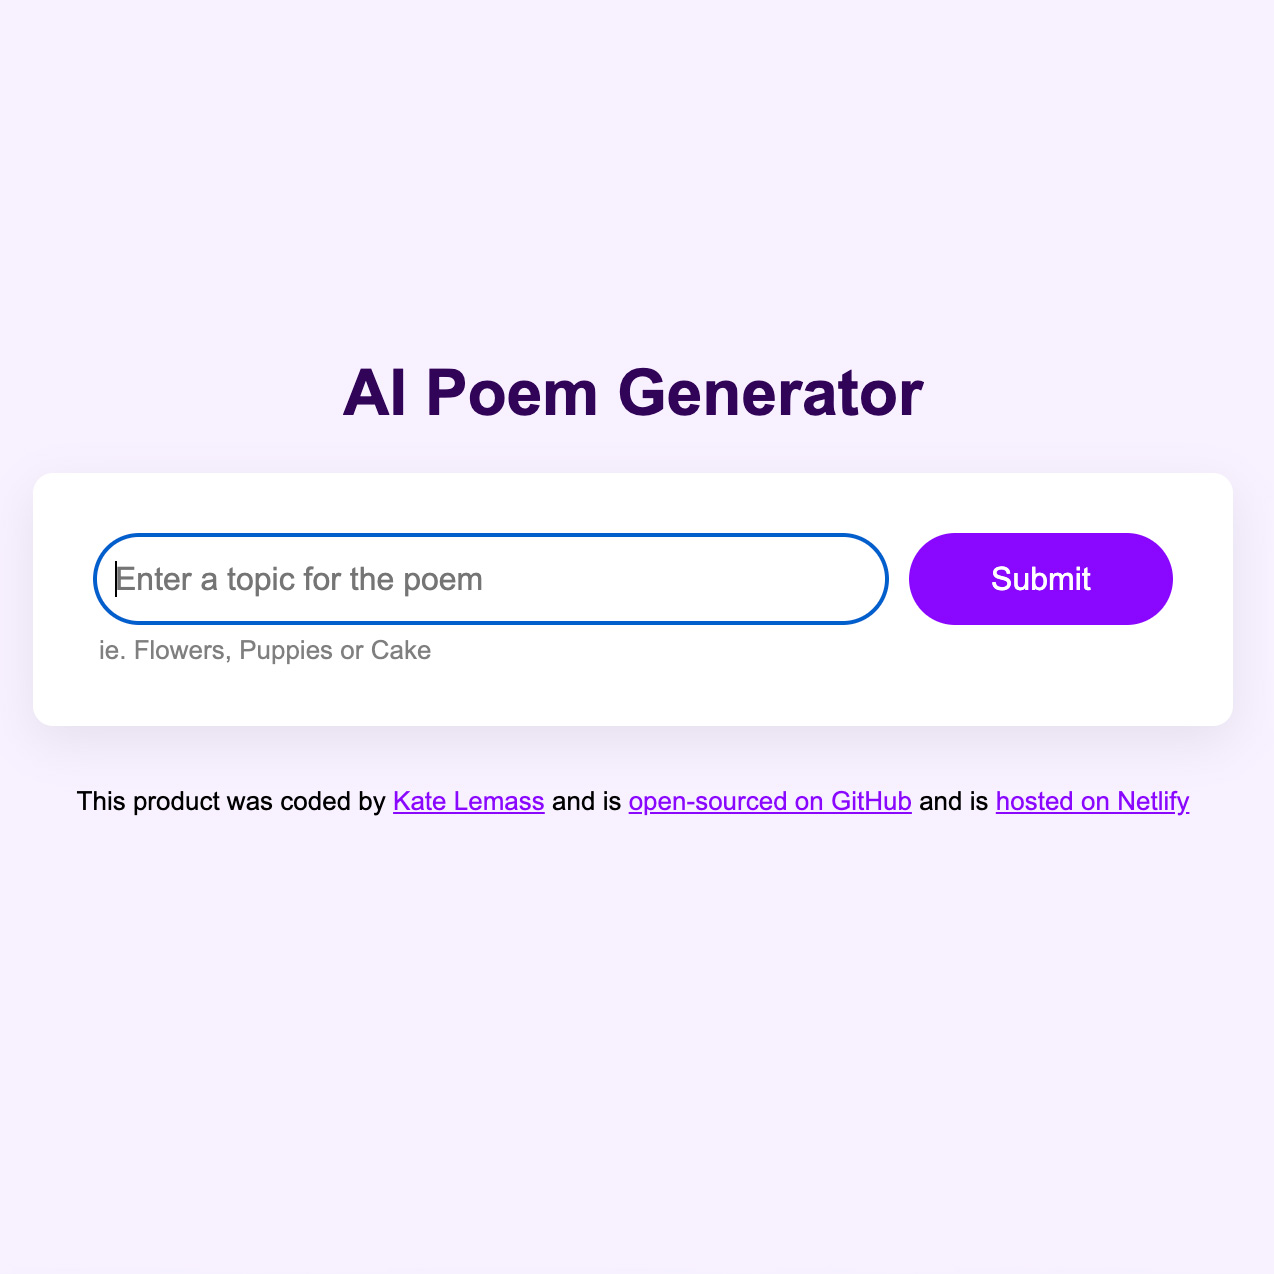 AI Poem Generator
Enter a topic for the poem
Submit
ie. Flowers, Puppies or Cake
This product was coded by Kate Lemass and is open-sourced on GitHub and is hosted on Netlify